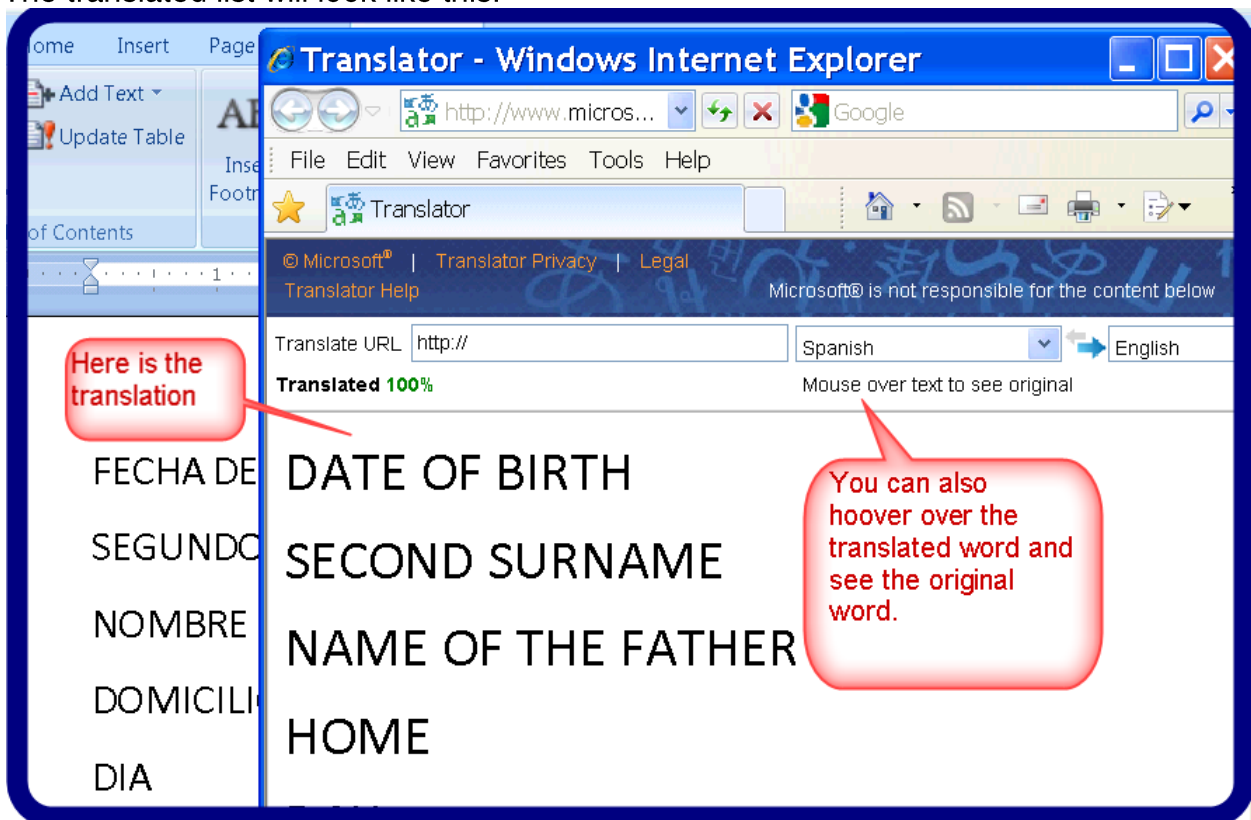 The translated list will look like this:
Home Insert Page
Translator - Windows Internet Explorer
Add Text
http://www.micros... Google
Update Table
File Edit View Favorites Tools Help
Translator
of Contents
© Microsoft® | Translator Privacy | Legal
Translator Help
Microsoft® is not responsible for the content below
1
Translate URL http:// Spanish English
Translated 100% Mouse over text to see original
Here is the
translation
FECHA DE
DATE OF BIRTH
You can also
hoover over the
translated word and
see the original
word.
SEGUNDO
SECOND SURNAME
NOMBRE
NAME OF THE FATHER
HOME
DIA